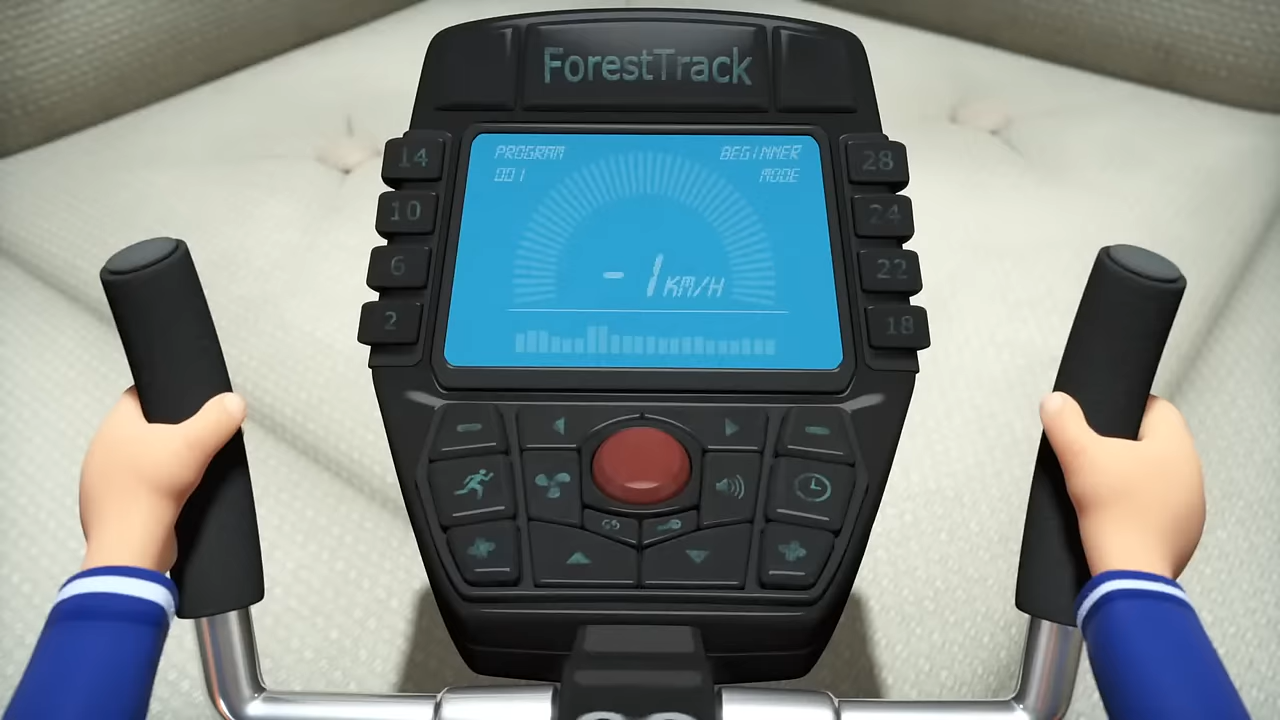 ForestTrack
PROGRAM
001
BEGINNER
MODE
-1 KM/H
14
10
6
2
28
24
22
18